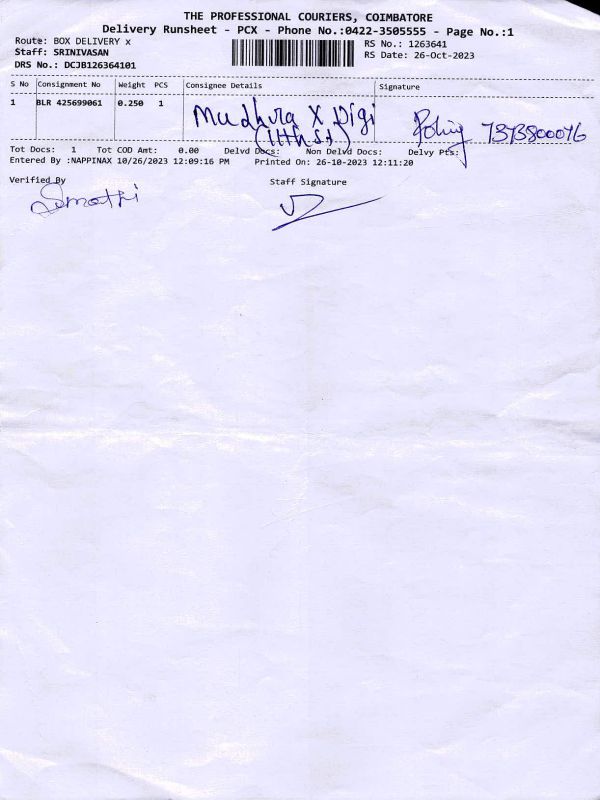 THE PROFESSIONAL COURIERS, COIMBATORE
Delivery Runsheet - PCX - Phone No.:0422-3505555 - Page No.:1
Route: BOX DELIVERY x
RS No.: 1263641
Staff: SRINIVASAN
RS Date: 26-Oct-2023
DRS No.: DCJB126364101
S No Consignment No Weight PCS Consignee Details Signature
1 BLR 425699061 0.250 1 Mudhra X Digi
(11th st)
7373800076
Tot Docs: 1 Tot COD Amt: 0.00 Delvd Docs: Non Delvd Docs: Delvy Pts:
Entered By :NAPPINAX 10/26/2023 12:09:16 PM Printed On: 26-10-2023 12:11:20
Verified By Staff Signature